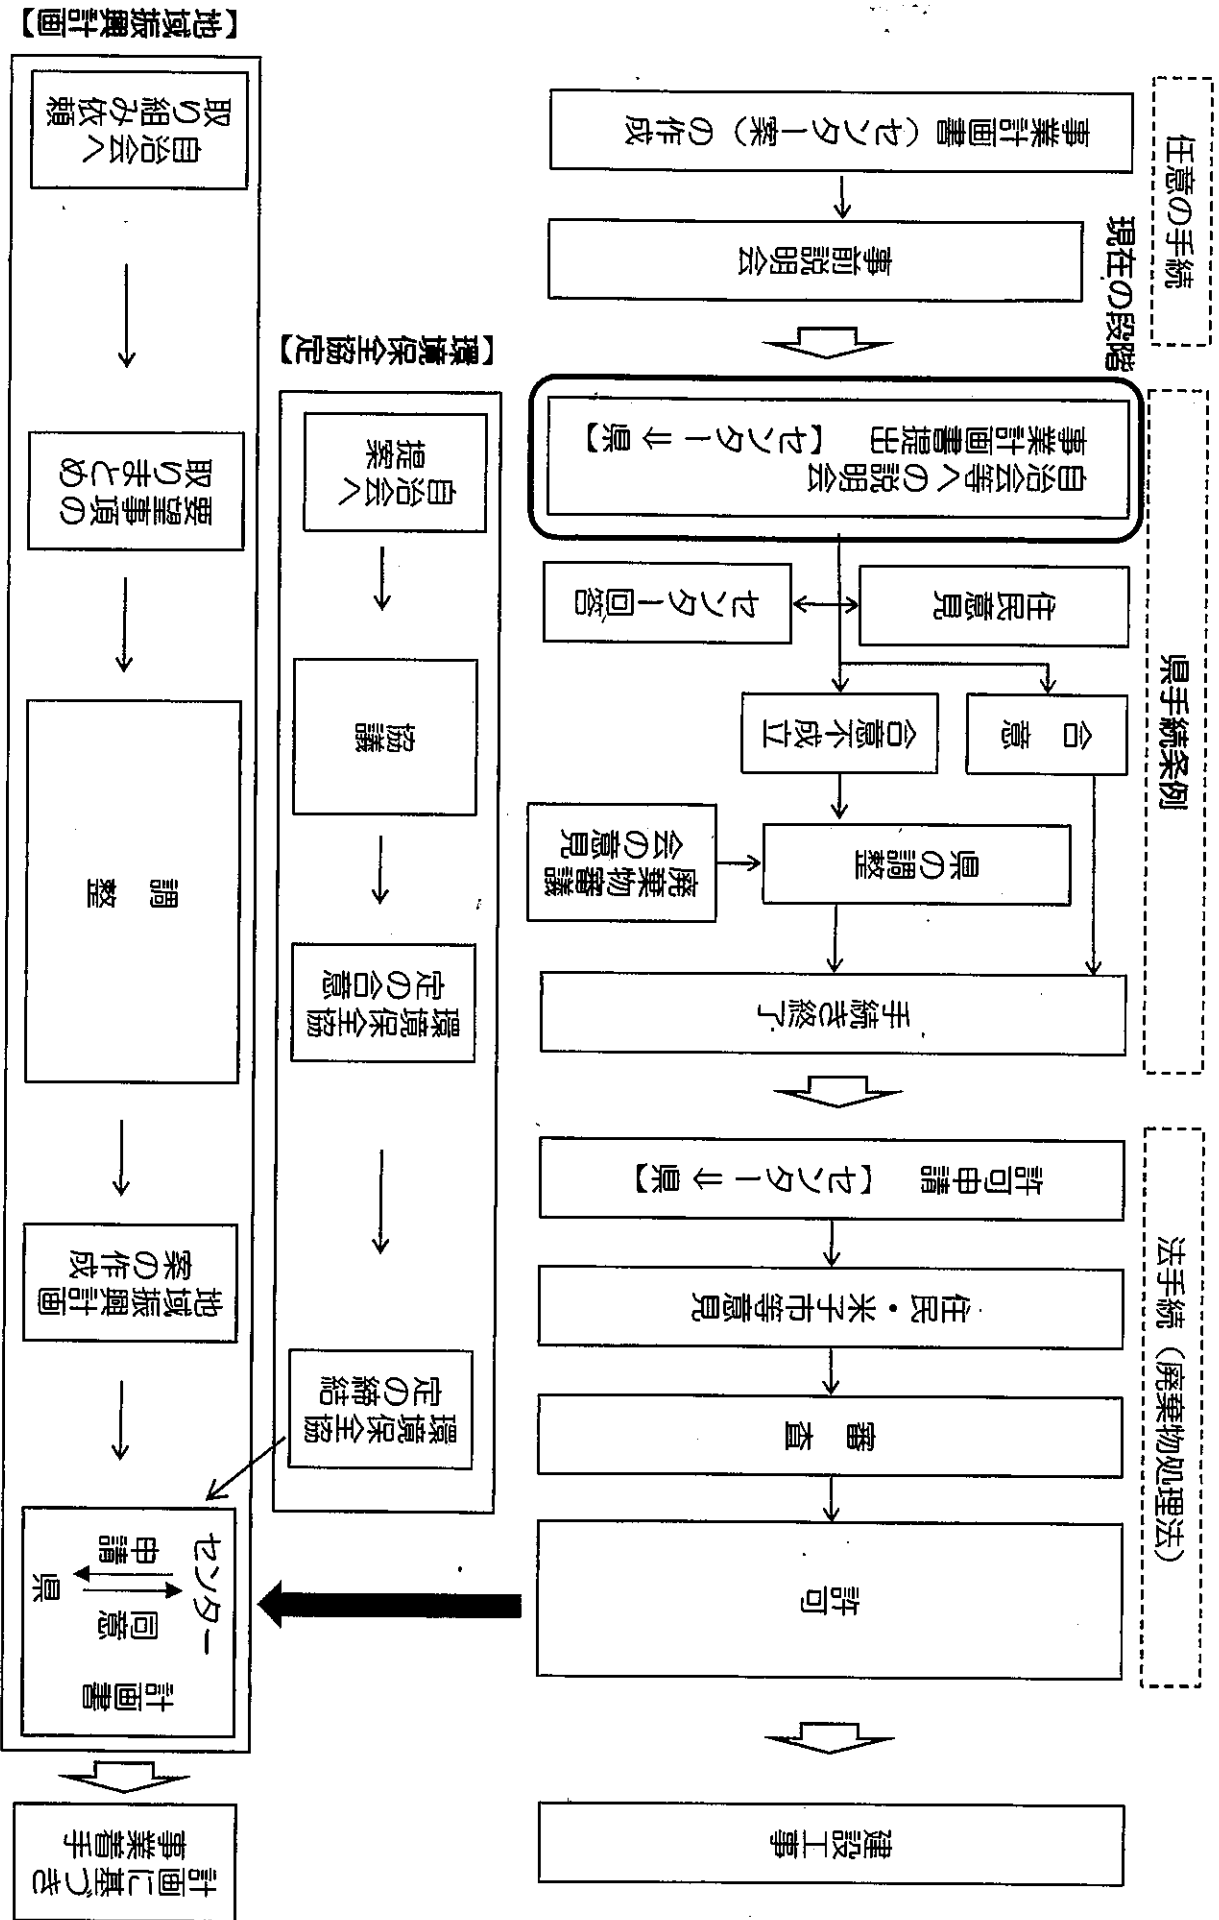 任意の手続
事業計画書（センター案）の作成
事前説明会
現在の段階
県手続条例
自治会等への説明会
事業計画書提出　【センター⇒県】
住民意見
センター回答
合　意
合意不成立
県の調整
廃棄物審議
会の意見
手続き終了
法手続（廃棄物処理法）
許可申請　【センター⇒県】
住民・米子市等意見
審　査
許可
建設工事
【環境保全協定】
自治会へ
提案
協議
環境保全協
定の合意
環境保全協
定の締結
【地域振興計画】
自治会へ
取り組み依頼
要望事項の
取りまとめ
調　整
地域振興計画
案の作成
センター
申請
同意
県
計画書
計画に基づき
事業着手